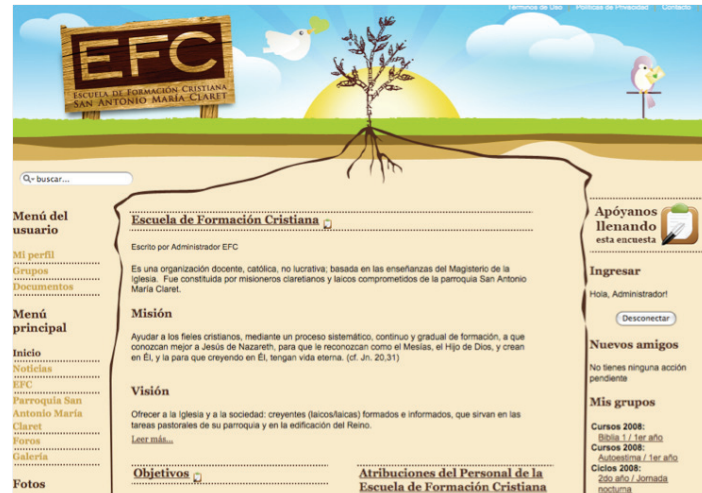 Términos de Uso Políticas de Privacidad Contacto
EFC
ESCUELA DE FORMACIÓN CRISTIANA
SAN ANTONIO MARÍA CLARET
buscar...
Menú del
usuario
Mi perfil
Grupos
Documentos
Menú
principal
Inicio
Noticias
EFC
Parroquia San
Antonio María
Claret
Foros
Galería
Fotos
Escuela de Formación Cristiana
Escrito por Administrador EFC
Es una organización docente, católica, no lucrativa; basada en las enseñanzas del Magisterio de la
Iglesia. Fue constituida por misioneros claretianos y laicos comprometidos de la parroquia San Antonio
María Claret.
Misión
Ayudar a los fieles cristianos, mediante un proceso sistemático, continuo y gradual de formación, a que
conozcan mejor a Jesús de Nazareth, para que le reconozcan como el Mesías, el Hijo de Dios, y crean
en Él, y la para que creyendo en Él, tengan vida eterna. (cf. Jn. 20,31)
Visión
Ofrecer a la Iglesia y a la sociedad: creyentes (laicos/laicas) formados e informados, que sirvan en las
tareas pastorales de su parroquia y en la edificación del Reino.
Leer más...
Objetivos
Atribuciones del Personal de la
Escuela de Formación Cristiana
Apóyanos
llenando
esta encuesta
Ingresar
Hola, Administrador!
Desconectar
Nuevos amigos
No tienes ninguna acción
pendiente
Mis grupos
Cursos 2008:
Biblia 1 / 1er año
Cursos 2008:
Autoestima / 1er año
Ciclos 2008:
2do año / Jornada
nocturna